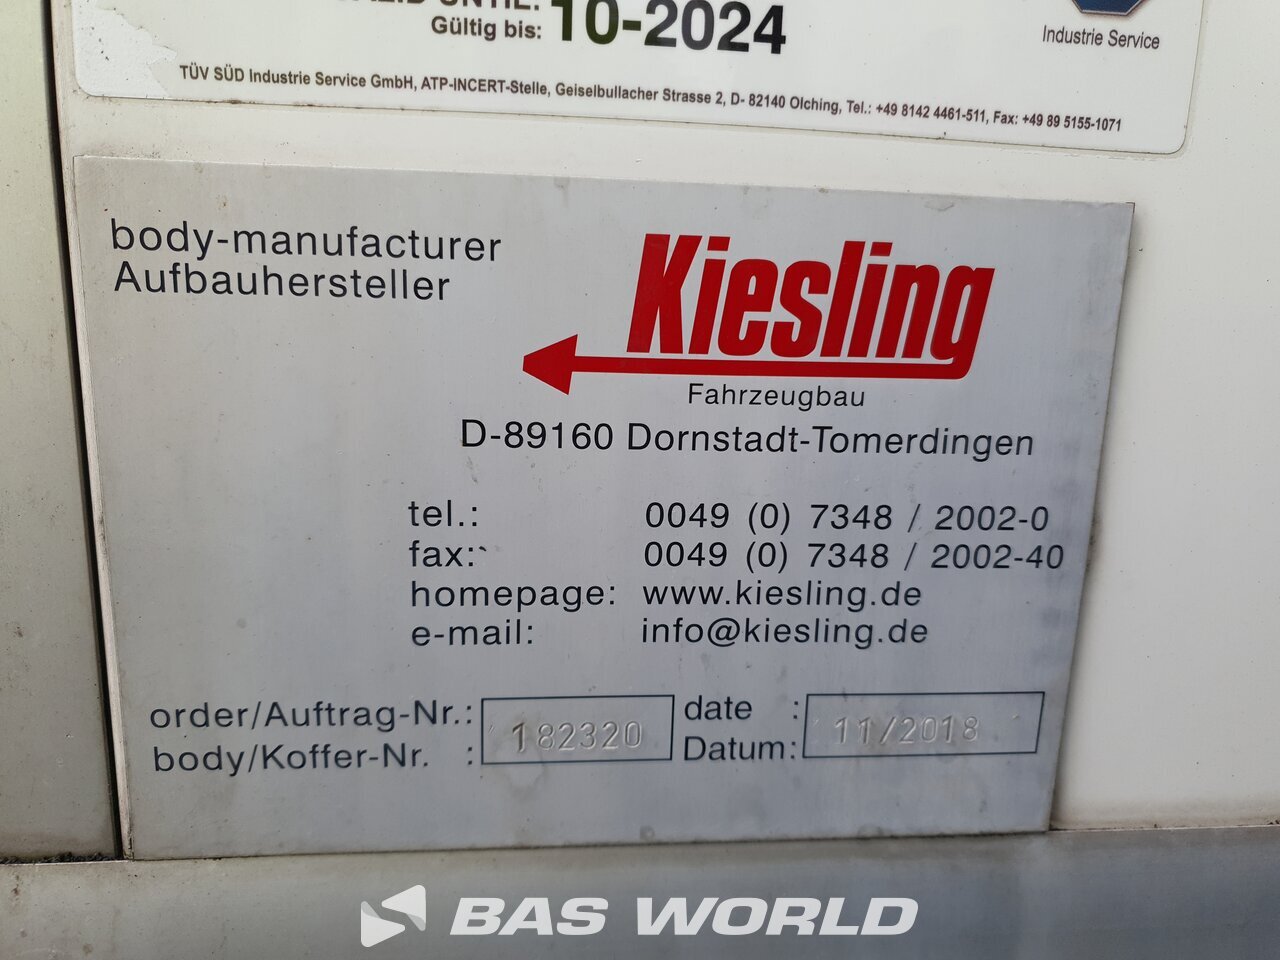 Gültig bis: 10-2024
Industrie Service
TÜV SÜD Industrie Service GmbH, ATP-INCERT-Stelle, Geiselbullacher Strasse 2, D- 82140 Olching, Tel.: +49 8142 4461-511, Fax: +49 89 5155-1071
body-manufacturer
Aufbauhersteller
Kiesling
Fahrzeugbau
D-89160 Dornstadt-Tomerdingen
tel.: 0049 (0) 7348 / 2002-0
fax: 0049 (0) 7348 / 2002-40
homepage: www.kiesling.de
e-mail: info@kiesling.de
order/Auftrag-Nr.:
body/Koffer-Nr. :
182320
date :
Datum:
11/2018
BAS WORLD